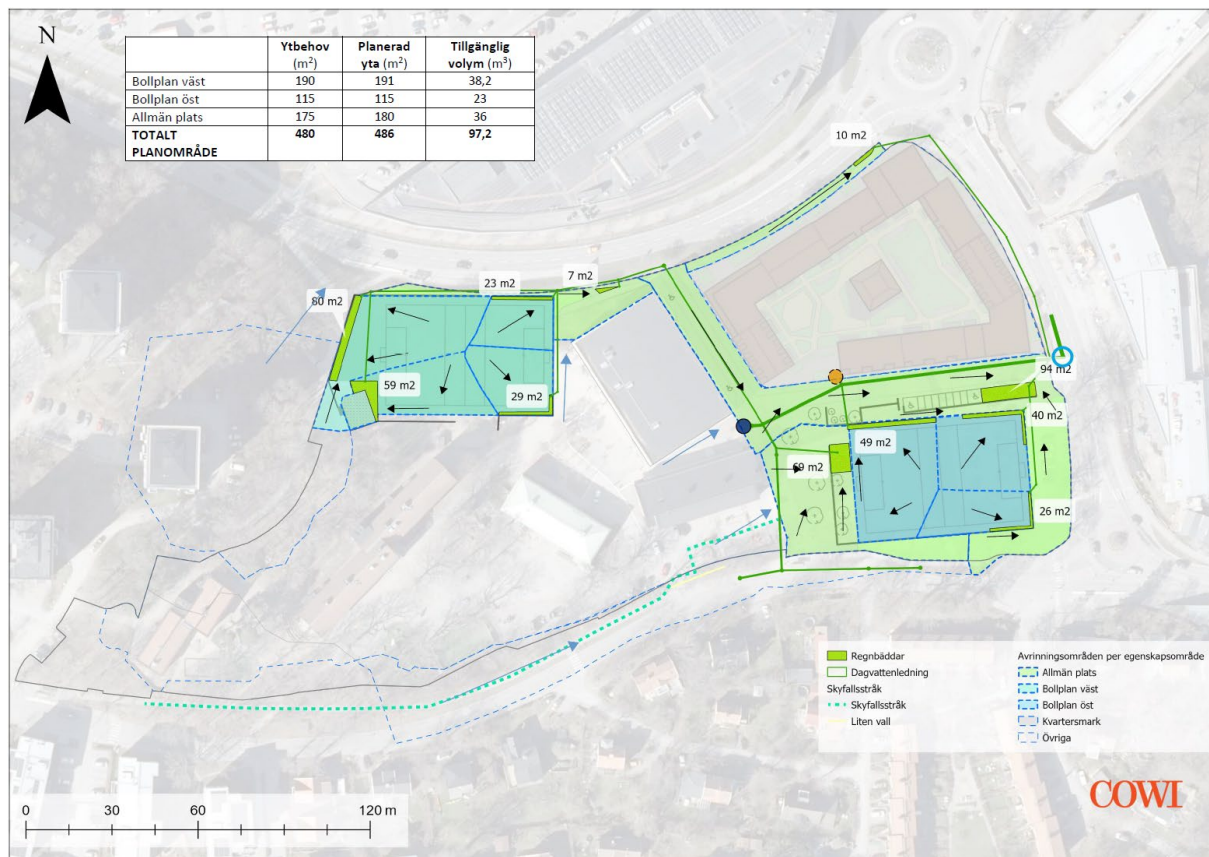 N
Ytbehov (m²) Planerad yta (m²) Tillgänglig volym (m³)
Bollplan väst 190 191 38,2
Bollplan öst 115 115 23
Allmän plats 175 180 36
TOTALT PLANOMRÅDE 480 486 97,2
10 m2
7 m2
23 m2
80 m2
94 m2
59 m2
29 m2
40 m2
49 m2
69 m2
26 m2
Regnbäddar
Dagvattenledning
Skyfallsstråk
Skyfallsstråk
Liten vall
Avrinningsområden per egenskapsområde
Allmän plats
Bollplan väst
Bollplan öst
Kvartersmark
Övriga
COWI
0 30 60 120 m